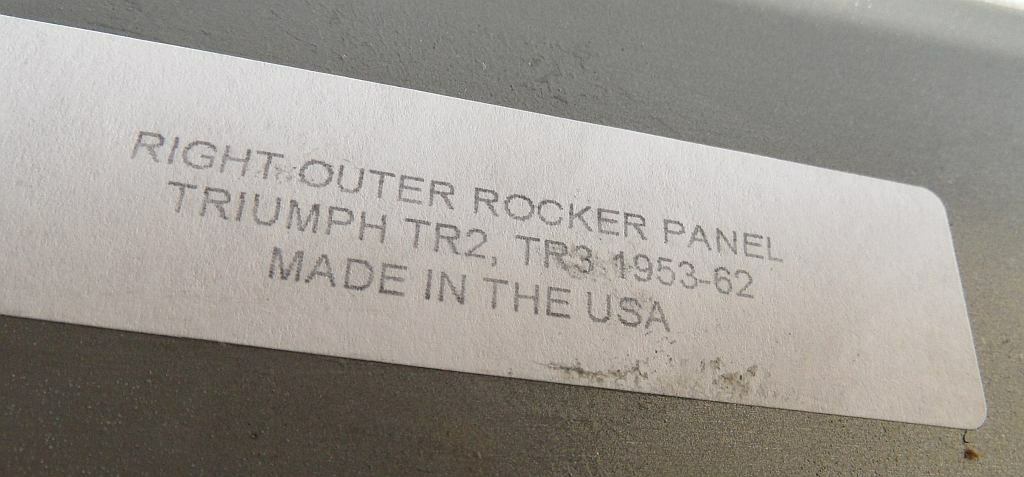 RIGHT OUTER ROCKER PANEL
TRIUMPH TR2, TR3 1953-62
MADE IN THE USA